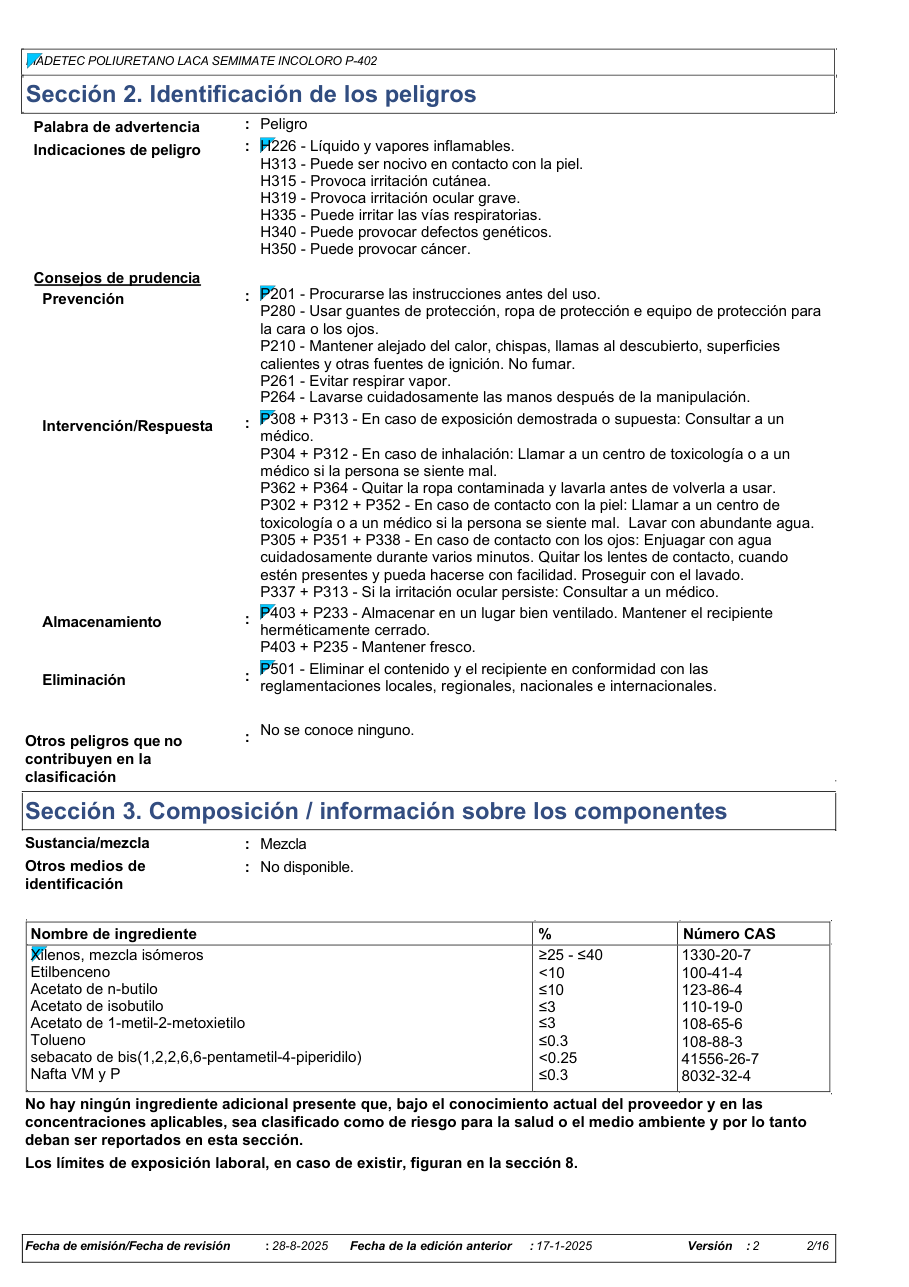 MADETEC POLIURETANO LACA SEMIMATE INCOLORO P-402
Sección 2. Identificación de los peligros
Palabra de advertencia : Peligro
Indicaciones de peligro : H226 - Líquido y vapores inflamables.
H313 - Puede ser nocivo en contacto con la piel.
H315 - Provoca irritación cutánea.
H319 - Provoca irritación ocular grave.
H335 - Puede irritar las vías respiratorias.
H340 - Puede provocar defectos genéticos.
H350 - Puede provocar cáncer.
Consejos de prudencia
Prevención : P201 - Procurarse las instrucciones antes del uso.
P280 - Usar guantes de protección, ropa de protección e equipo de protección para
la cara o los ojos.
P210 - Mantener alejado del calor, chispas, llamas al descubierto, superficies
calientes y otras fuentes de ignición. No fumar.
P261 - Evitar respirar vapor.
P264 - Lavarse cuidadosamente las manos después de la manipulación.
Intervención/Respuesta : P308 + P313 - En caso de exposición demostrada o supuesta: Consultar a un
médico.
P304 + P312 - En caso de inhalación: Llamar a un centro de toxicología o a un
médico si la persona se siente mal.
P362 + P364 - Quitar la ropa contaminada y lavarla antes de volverla a usar.
P302 + P312 + P352 - En caso de contacto con la piel: Llamar a un centro de
toxicología o a un médico si la persona se siente mal.  Lavar con abundante agua.
P305 + P351 + P338 - En caso de contacto con los ojos: Enjuagar con agua
cuidadosamente durante varios minutos. Quitar los lentes de contacto, cuando
estén presentes y pueda hacerse con facilidad. Proseguir con el lavado.
P337 + P313 - Si la irritación ocular persiste: Consultar a un médico.
Almacenamiento : P403 + P233 - Almacenar en un lugar bien ventilado. Mantener el recipiente
herméticamente cerrado.
P403 + P235 - Mantener fresco.
Eliminación : P501 - Eliminar el contenido y el recipiente en conformidad con las
reglamentaciones locales, regionales, nacionales e internacionales.
Otros peligros que no : No se conoce ninguno.
contribuyen en la
clasificación
Sección 3. Composición / información sobre los componentes
Sustancia/mezcla : Mezcla
Otros medios de : No disponible.
identificación
Nombre de ingrediente % Número CAS
Xilenos, mezcla isómeros ≥25 - ≤40 1330-20-7
Etilbenceno <10 100-41-4
Acetato de n-butilo ≤10 123-86-4
Acetato de isobutilo ≤3 110-19-0
Acetato de 1-metil-2-metoxietilo ≤3 108-65-6
Tolueno ≤0.3 108-88-3
sebacato de bis(1,2,2,6,6-pentametil-4-piperidilo) <0.25 41556-26-7
Nafta VM y P ≤0.3 8032-32-4
No hay ningún ingrediente adicional presente que, bajo el conocimiento actual del proveedor y en las
concentraciones aplicables, sea clasificado como de riesgo para la salud o el medio ambiente y por lo tanto
deban ser reportados en esta sección.
Los límites de exposición laboral, en caso de existir, figuran en la sección 8.
Fecha de emisión/Fecha de revisión : 28-8-2025 Fecha de la edición anterior : 17-1-2025 Versión : 2 2/16